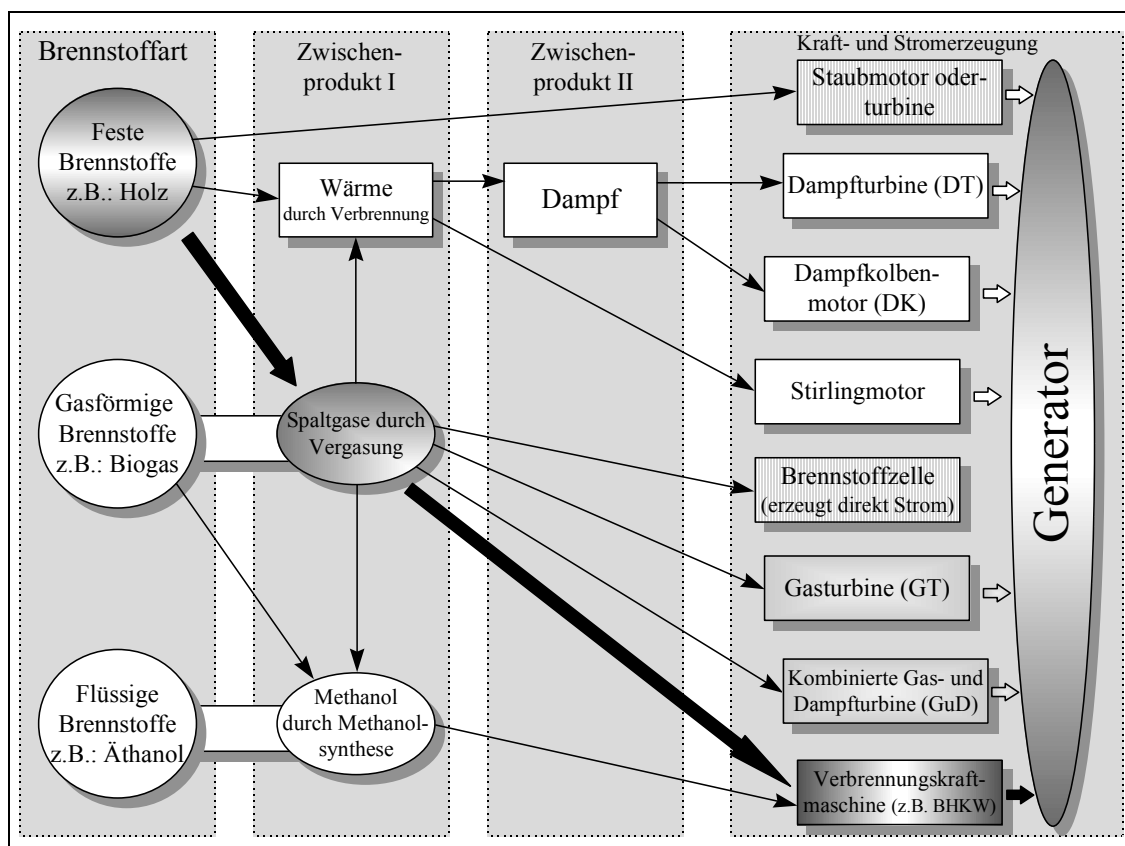 Brennstoffart
Zwischen-
produkt I
Zwischen-
produkt II
Kraft- und Stromerzeugung
Feste
Brennstoffe
z.B.: Holz
Gasförmige
Brennstoffe
z.B.: Biogas
Flüssige
Brennstoffe
z.B.: Äthanol
Wärme
durch Verbrennung
Spaltgase durch
Vergasung
Methanol
durch Methanol-
synthese
Dampf
Staubmotor oder-
turbine
Dampfturbine (DT)
Dampfkolben-
motor (DK)
Stirlingmotor
Brennstoffzelle
(erzeugt direkt Strom)
Gasturbine (GT)
Kombinierte Gas- und
Dampfturbine (GuD)
Verbrennungskraft-
maschine (z.B. BHKW)
Generator